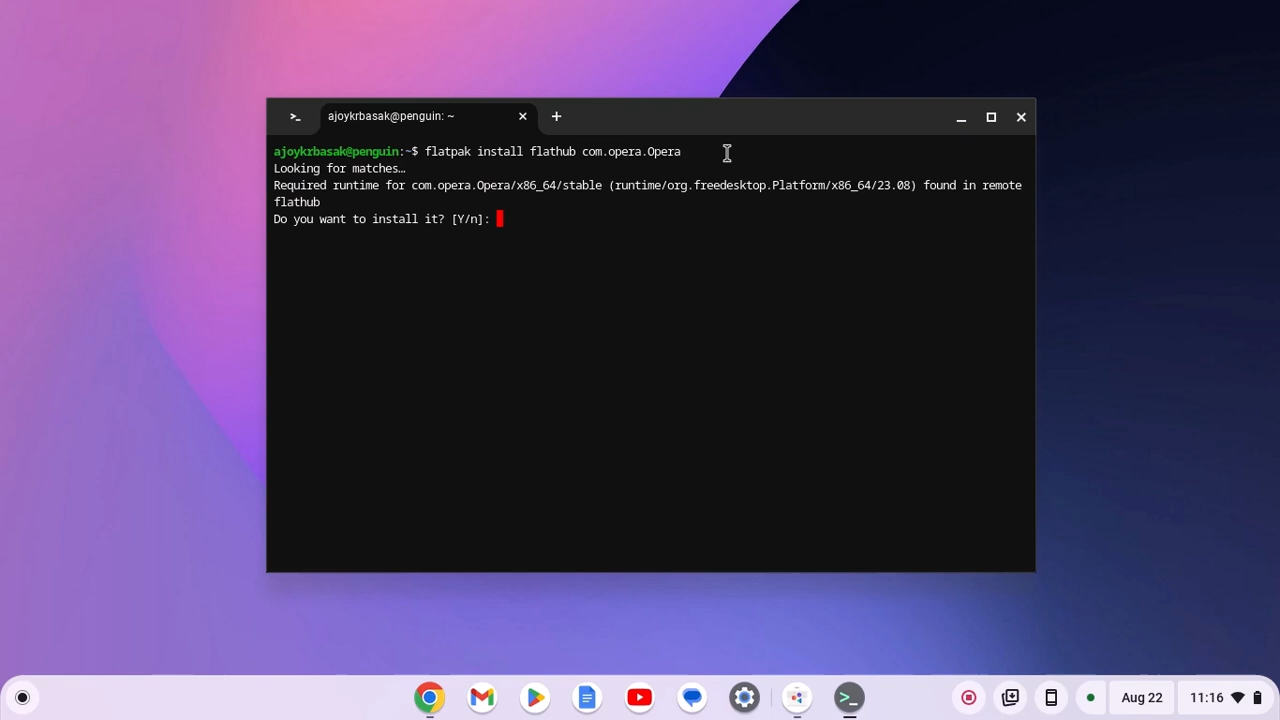 ajoykrbasak@penguin: ~
ajoykrbasak@penguin:~$ flatpak install flathub com.opera.Opera
Looking for matches…
Required runtime for com.opera.Opera/x86_64/stable (runtime/org.freedesktop.Platform/x86_64/23.08) found in remote
flathub
Do you want to install it? [Y/n]:
Aug 22
11:16